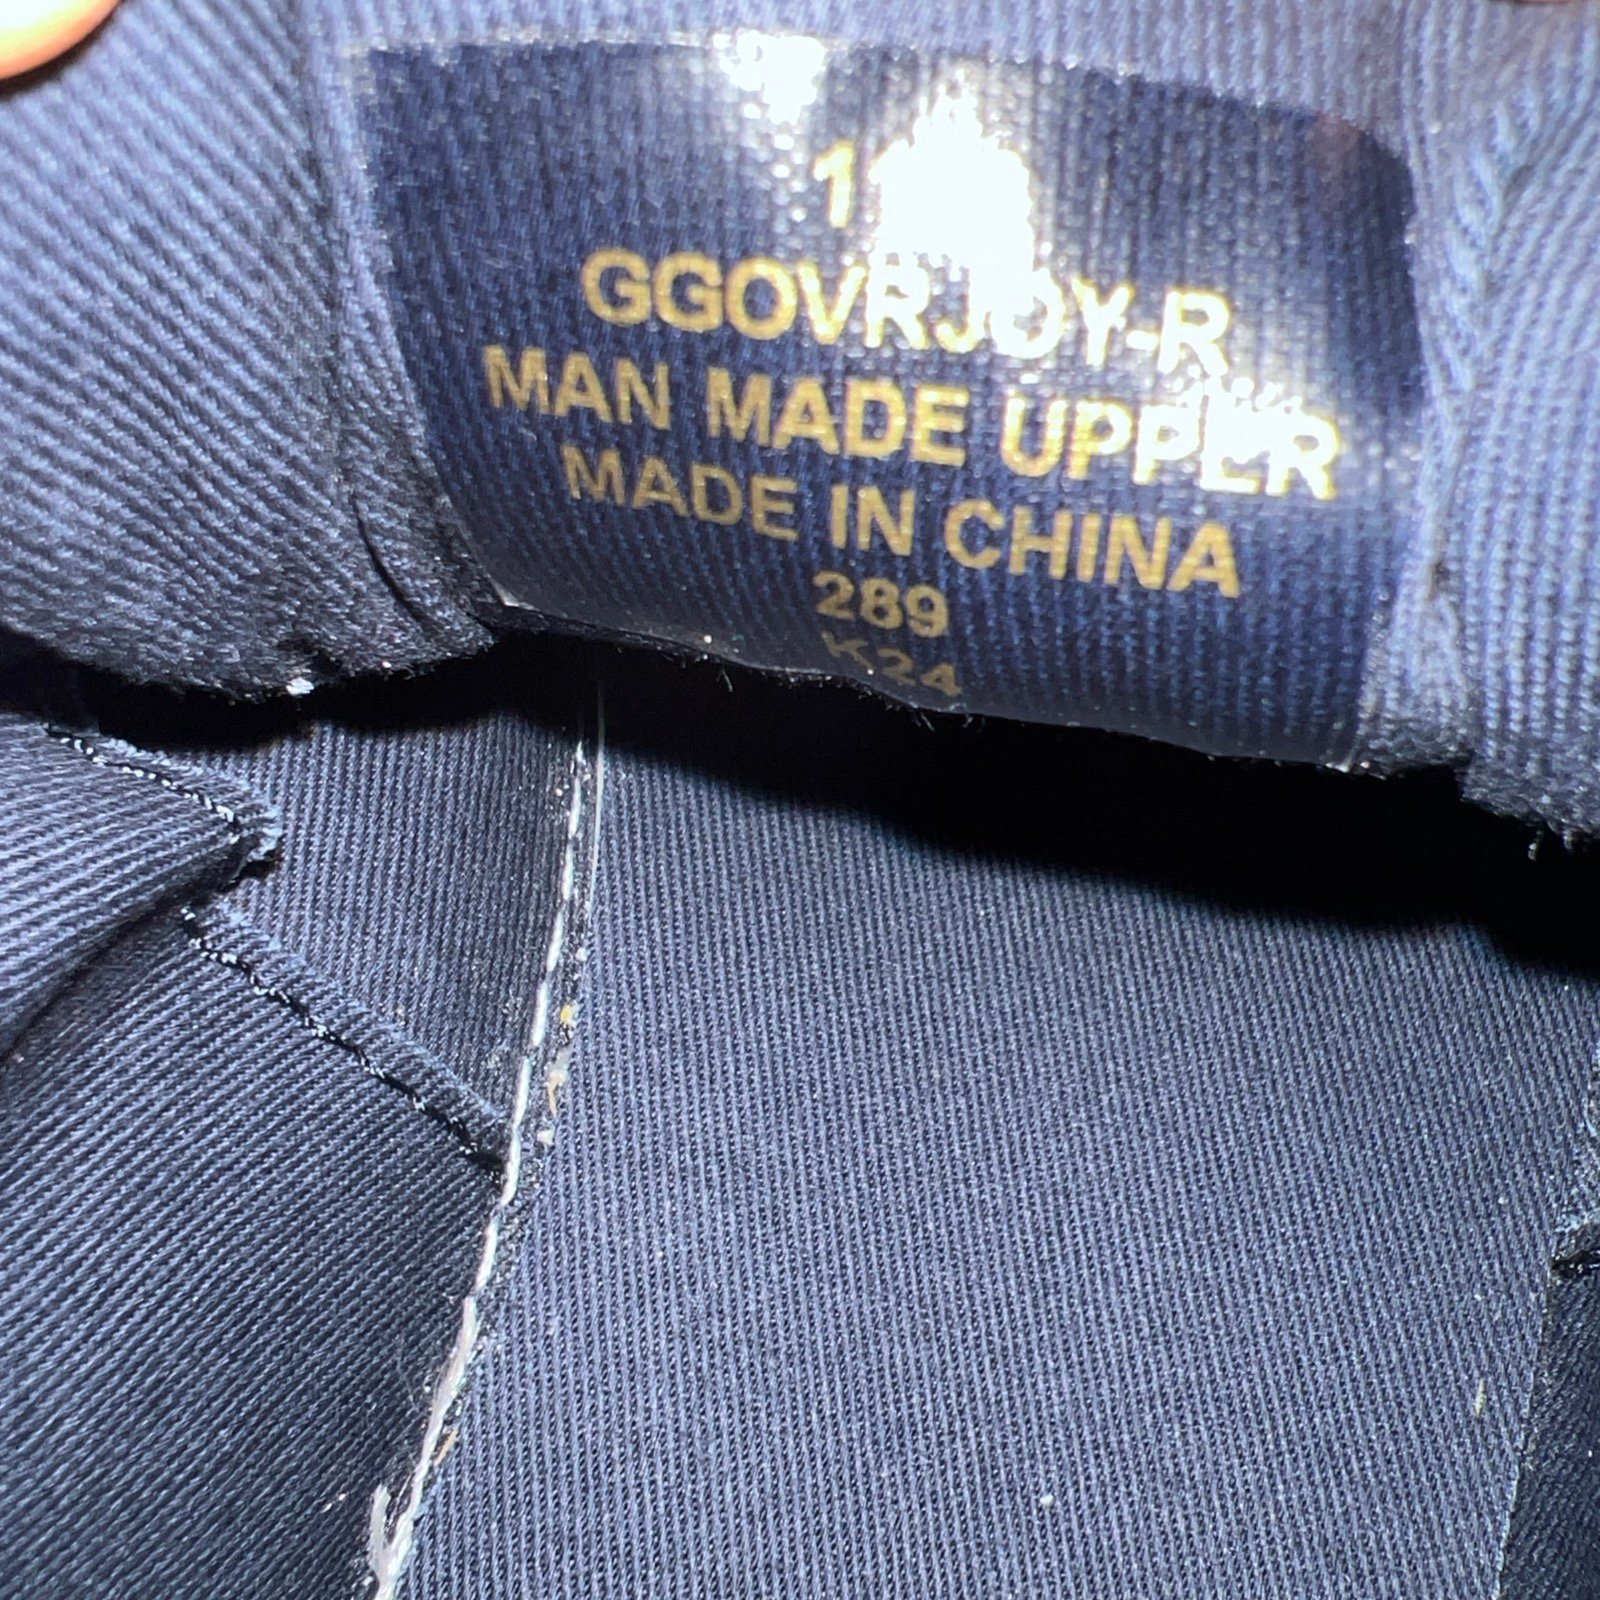 GGOVRJOY-R
MAN MADE UPPER
MADE IN CHINA
289
K24